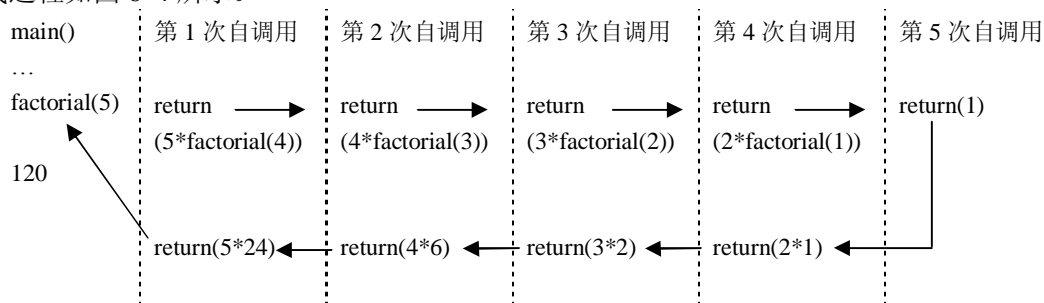 main() 第 1 次自调用 第 2 次自调用 第 3 次自调用 第 4 次自调用 第 5 次自调用
…
factorial(5) return return return return return(1)
(5*factorial(4)) (4*factorial(3)) (3*factorial(2)) (2*factorial(1))
120
return(5*24) return(4*6) return(3*2) return(2*1)